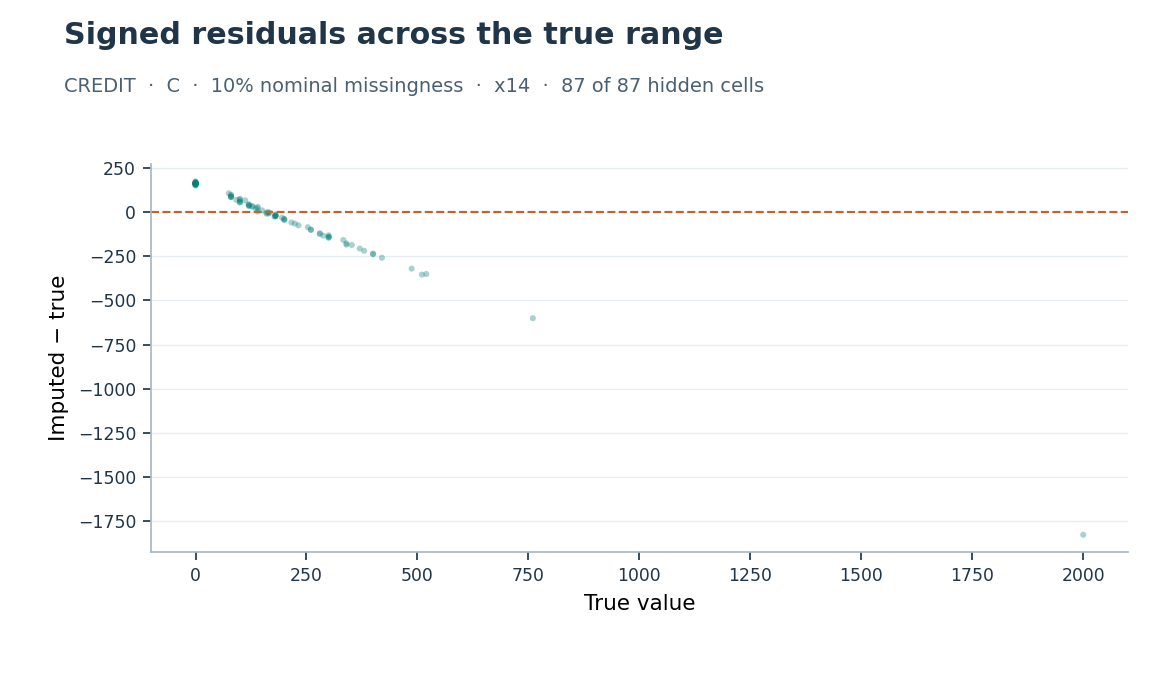 Signed residuals across the true range
CREDIT · C · 10% nominal missingness · x14 · 87 of 87 hidden cells
250
0
−250
−500
−750
−1000
−1250
−1500
−1750
Imputed − true
0 250 500 750 1000 1250 1500 1750 2000
True value